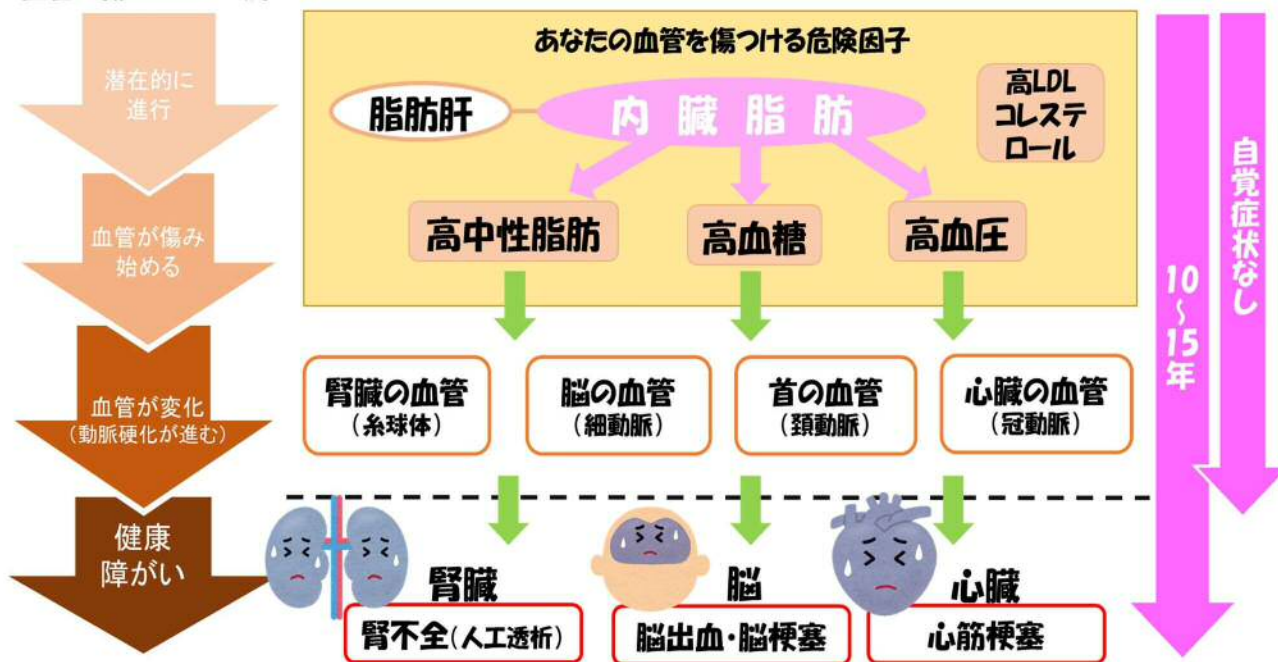 あなたの血管を傷つける危険因子
潜在的に
進行
脂肪肝
内臓脂肪
高LDL
コレステ
ロール
血管が傷み
始める
高中性脂肪
高血糖
高血圧
自覚症状なし
10～15年
血管が変化
(動脈硬化が進む)
腎臓の血管
(糸球体)
脳の血管
(細動脈)
首の血管
(頚動脈)
心臓の血管
(冠動脈)
健康
障がい
腎臓
腎不全(人工透析)
脳
脳出血・脳梗塞
心臓
心筋梗塞